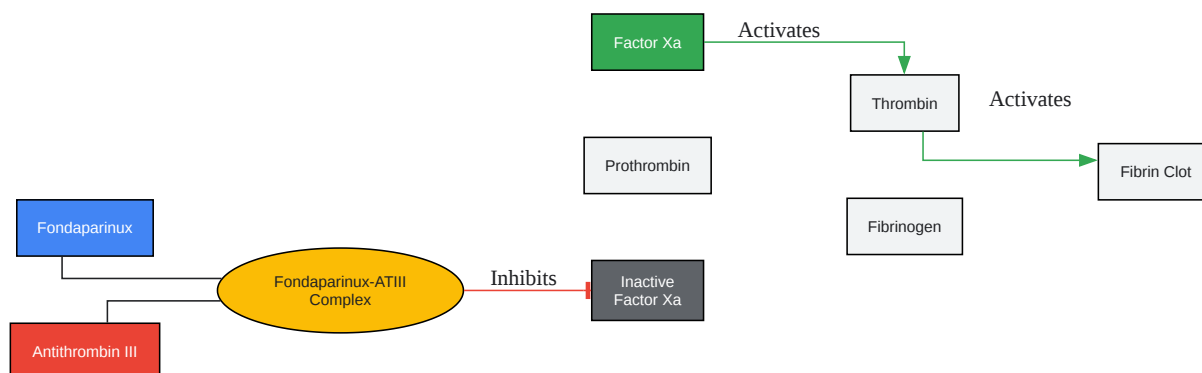 Factor Xa
Activates
Thrombin
Activates
Prothrombin
Fibrin Clot
Fondaparinux
Fibrinogen
Fondaparinux-ATIII
Complex
Inhibits
Inactive
Factor Xa
Antithrombin III